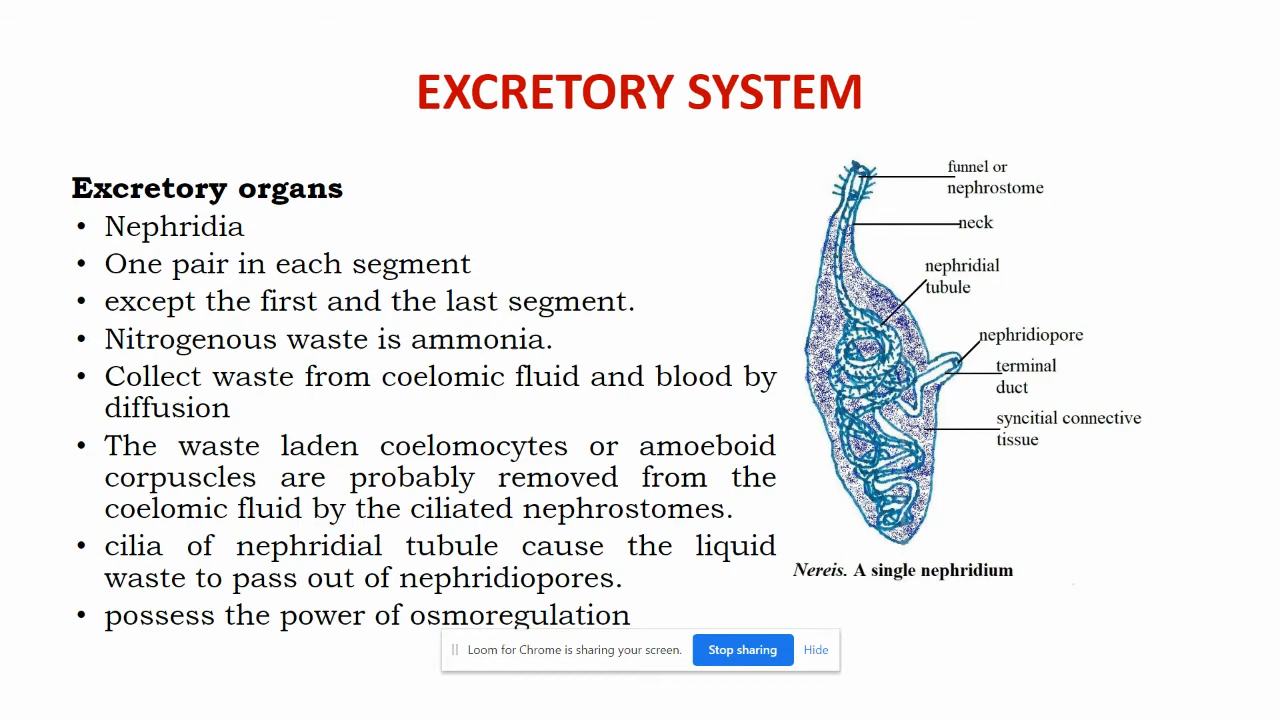 EXCRETORY SYSTEM
Excretory organs
• Nephridia
• One pair in each segment
• except the first and the last segment.
• Nitrogenous waste is ammonia.
• Collect waste from coelomic fluid and blood by
diffusion
• The waste laden coelomocytes or amoeboid
corpuscles are probably removed from the
coelomic fluid by the ciliated nephrostomes.
• cilia of nephridial tubule cause the liquid
waste to pass out of nephridiopores.
• possess the power of osmoregulation
funnel or
nephrostome
neck
nephridial
tubule
nephridiopore
terminal
duct
syncitial connective
tissue
Nereis. A single nephridium
Loom for Chrome is sharing your screen. Stop sharing Hide